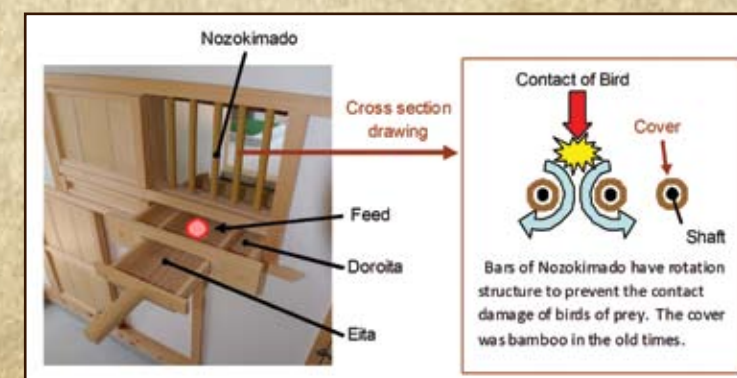 Nozokimado
Cross section
drawing
Feed
Doroita
Eita
Contact of Bird
Cover
Shaft
Bars of Nozokimado have rotation
structure to prevent the contact
damage of birds of prey. The cover
was bamboo in the old times.